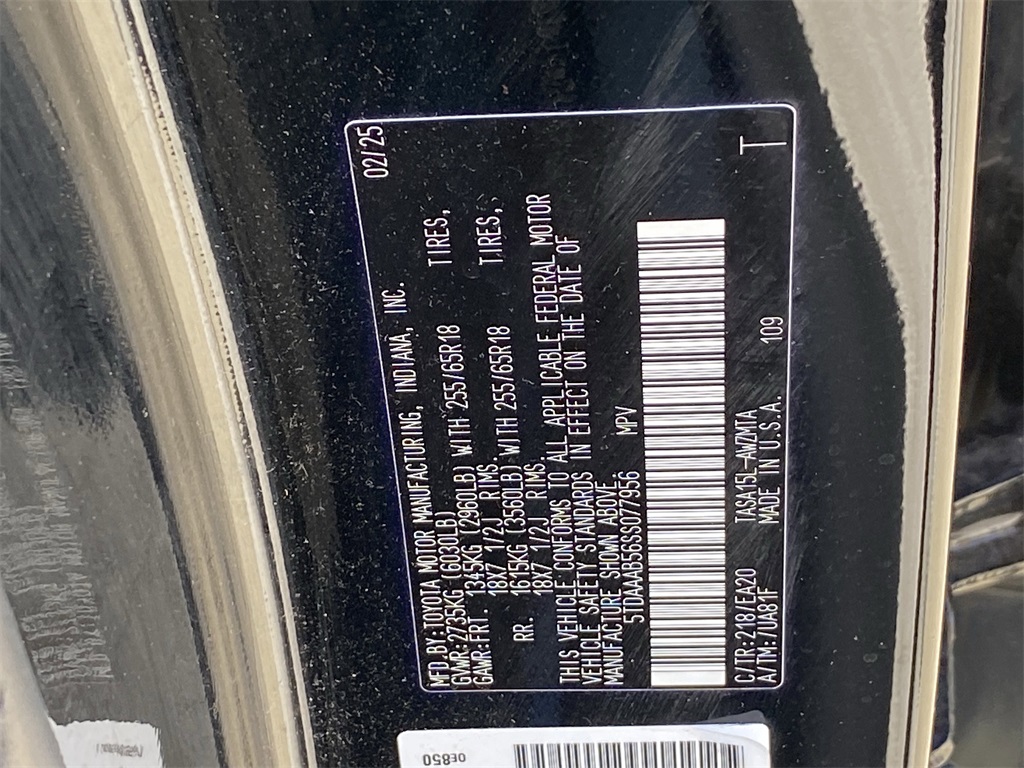 MFD.BY:TOYOTA MOTOR MANUFACTURING, INDIANA, INC. 02/25
GVWR:2735KG (6030LB)
GAWR:FRT. 1345KG (2960LB) WITH 255/65R18 TIRES,
18X7 1/2J RIMS.
RR. 1615KG (3560LB) WITH 255/65R18 TIRES,
18X7 1/2J RIMS.
THIS VEHICLE CONFORMS TO ALL APPLICABLE FEDERAL MOTOR
VEHICLE SAFETY STANDARDS IN EFFECT ON THE DATE OF
MANUFACTURE SHOWN ABOVE.
5TDAAAB56SS077956 MPV
C/TR:218/EA20 TASA15L-AWZMTA 109 T
A/TM:/UA81F MADE IN U.S.A.
0E850